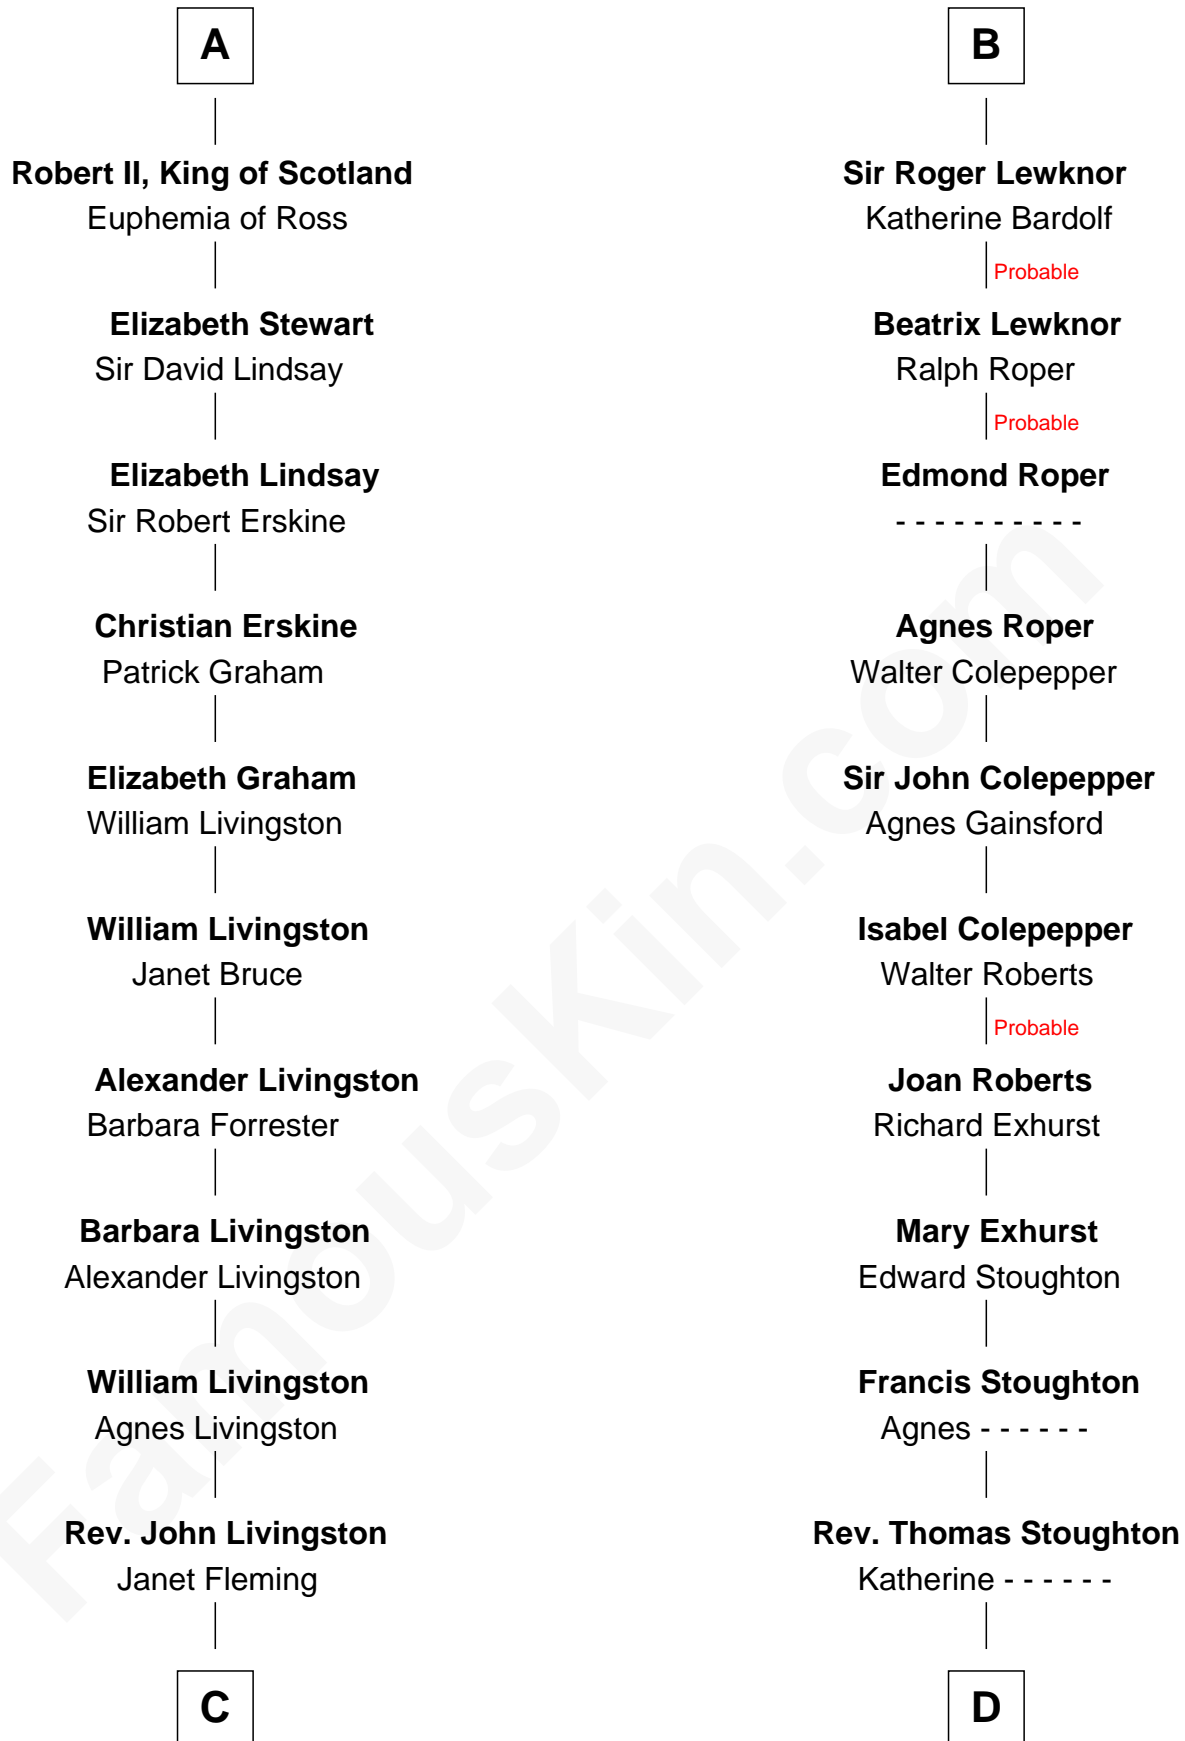 A
Robert II, King of Scotland
Euphemia of Ross
Elizabeth Stewart
Sir David Lindsay
Elizabeth Lindsay
Sir Robert Erskine
Christian Erskine
Patrick Graham
Elizabeth Graham
William Livingston
William Livingston
Janet Bruce
Alexander Livingston
Barbara Forrester
Barbara Livingston
Alexander Livingston
William Livingston
Agnes Livingston
Rev. John Livingston
Janet Fleming
C
B
Sir Roger Lewknor
Katherine Bardolf
Probable
Beatrix Lewknor
Ralph Roper
Probable
Edmond Roper
- - - - - - - - - -
Agnes Roper
Walter Colepepper
Sir John Colepepper
Agnes Gainsford
Isabel Colepepper
Walter Roberts
Probable
Joan Roberts
Richard Exhurst
Mary Exhurst
Edward Stoughton
Francis Stoughton
Agnes - - - - - -
Rev. Thomas Stoughton
Katherine - - - - - -
D
FamousKin.com